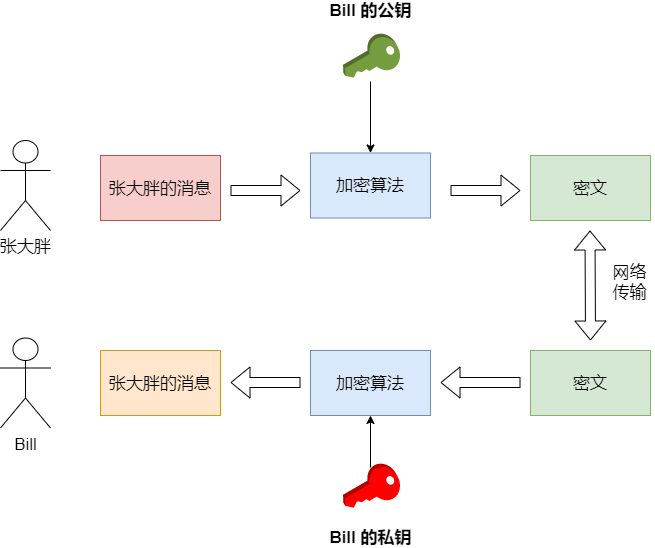 Bill 的公钥
张大胖的消息
加密算法
密文
张大胖
网络
传输
张大胖的消息
加密算法
密文
Bill
Bill 的私钥